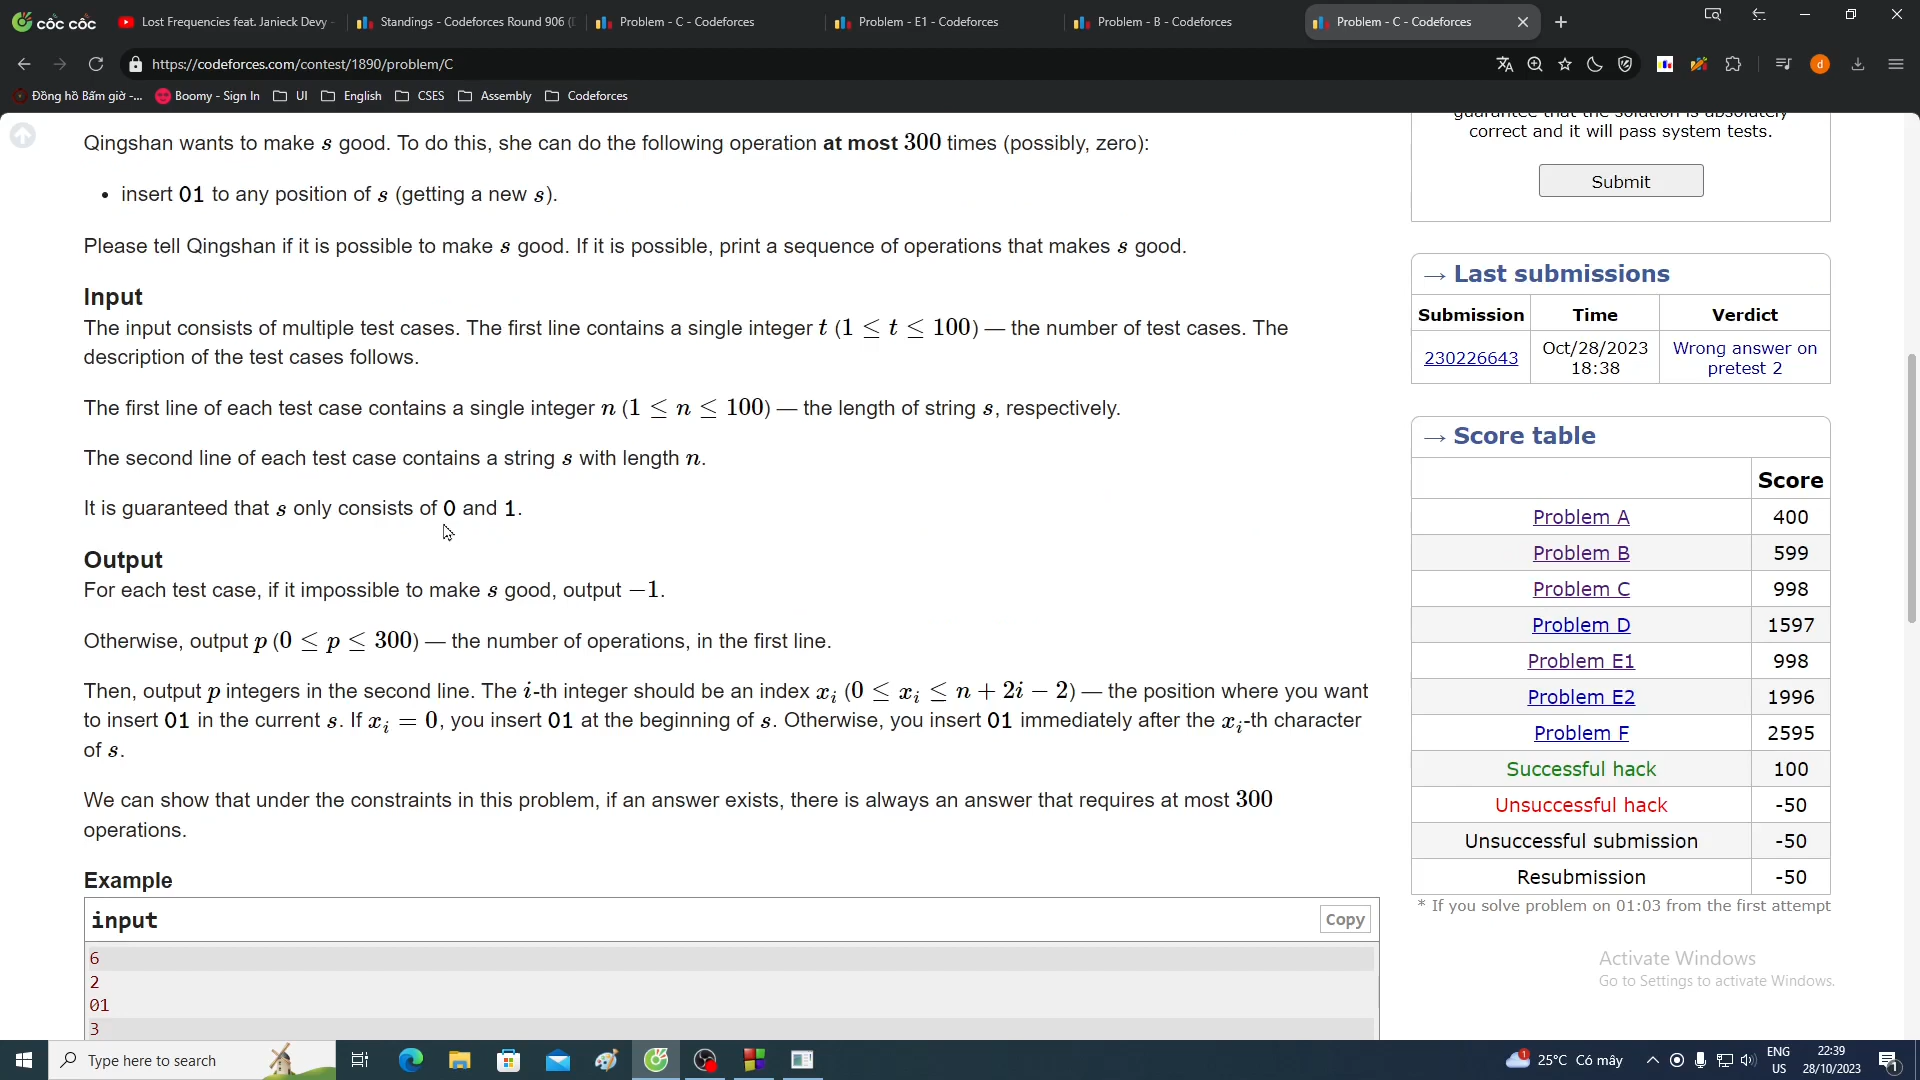 cốc cốc
Lost Frequencies feat. Janieck Devy
Standings - Codeforces Round 906 (
Problem - C - Codeforces
Problem - E1 - Codeforces
Problem - B - Codeforces
Problem - C - Codeforces
https://codeforces.com/contest/1890/problem/C
d
Đồng hồ Bấm giờ -...
Boomy - Sign In
UI
English
CSES
Assembly
Codeforces
Qingshan wants to make s good. To do this, she can do the following operation at most 300 times (possibly, zero):
• insert 01 to any position of s (getting a new s).
Please tell Qingshan if it is possible to make s good. If it is possible, print a sequence of operations that makes s good.
Input
The input consists of multiple test cases. The first line contains a single integer t (1 ≤ t ≤ 100) — the number of test cases. The
description of the test cases follows.
The first line of each test case contains a single integer n (1 ≤ n ≤ 100) — the length of string s, respectively.
The second line of each test case contains a string s with length n.
It is guaranteed that s only consists of 0 and 1.
Output
For each test case, if it impossible to make s good, output −1.
Otherwise, output p (0 ≤ p ≤ 300) — the number of operations, in the first line.
Then, output p integers in the second line. The i-th integer should be an index xᵢ (0 ≤ xᵢ ≤ n + 2i − 2) — the position where you want
to insert 01 in the current s. If xᵢ = 0, you insert 01 at the beginning of s. Otherwise, you insert 01 immediately after the xᵢ-th character
of s.
We can show that under the constraints in this problem, if an answer exists, there is always an answer that requires at most 300
operations.
Example
input
Copy
6
2
01
3
guarantee that the solution is absolutely
correct and it will pass system tests.
Submit
→ Last submissions
Submission Time Verdict
230226643 Oct/28/2023 18:38 Wrong answer on pretest 2
→ Score table
Score
Problem A 400
Problem B 599
Problem C 998
Problem D 1597
Problem E1 998
Problem E2 1996
Problem F 2595
Successful hack 100
Unsuccessful hack -50
Unsuccessful submission -50
Resubmission -50
* If you solve problem on 01:03 from the first attempt
Activate Windows
Go to Settings to activate Windows.
Type here to search
1
25°C Có mây
ENG
US
22:39
28/10/2023
1